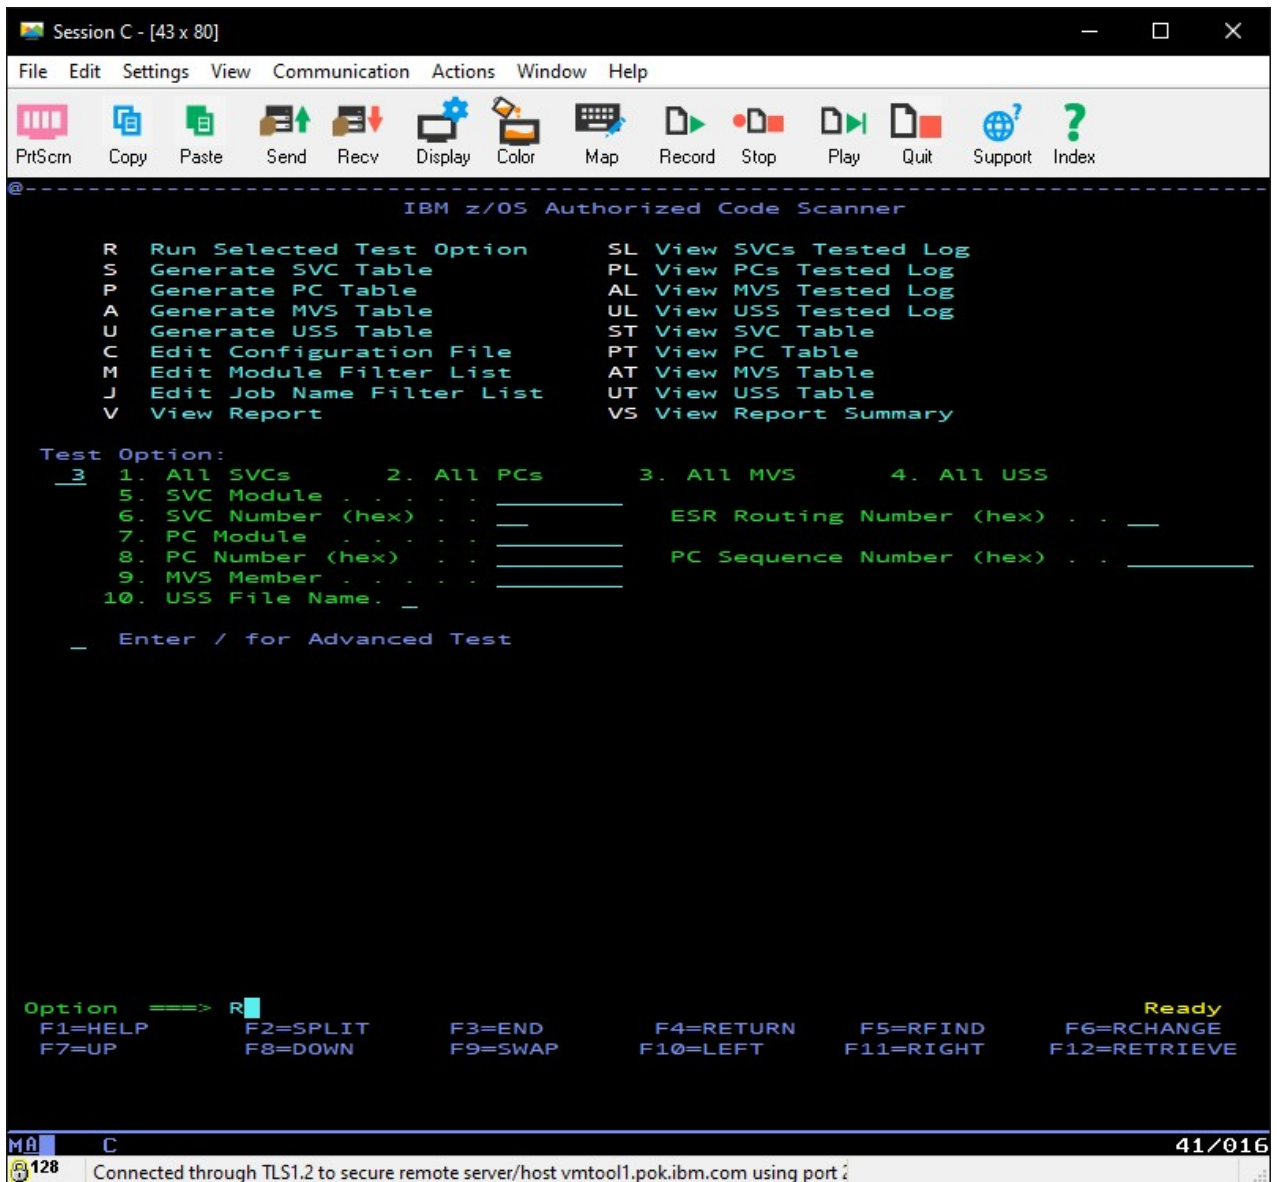 Session C - [43 x 80]
File Edit Settings View Communication Actions Window Help
PrtScrn Copy Paste Send Recv Display Color Map Record Stop Play Quit Support Index
@-------------------------------------------------------------------------------
IBM z/OS Authorized Code Scanner
R Run Selected Test Option SL View SVCs Tested Log
S Generate SVC Table PL View PCs Tested Log
P Generate PC Table AL View MVS Tested Log
A Generate MVS Table UL View USS Tested Log
U Generate USS Table ST View SVC Table
C Edit Configuration File PT View PC Table
M Edit Module Filter List AT View MVS Table
J Edit Job Name Filter List UT View USS Table
V View Report VS View Report Summary
Test Option:
3 1. All SVCs 2. All PCs 3. All MVS 4. All USS
5. SVC Module . . . . . ________
6. SVC Number (hex) . . __ ESR Routing Number (hex) . . __
7. PC Module . . . . . ________
8. PC Number (hex) . . ________ PC Sequence Number (hex) . . ________
9. MVS Member . . . . . ________
10. USS File Name. _
_ Enter / for Advanced Test
Option ===> R Ready
F1=HELP F2=SPLIT F3=END F4=RETURN F5=RFIND F6=RCHANGE
F7=UP F8=DOWN F9=SWAP F10=LEFT F11=RIGHT F12=RETRIEVE
MA C 41/016
128 Connected through TLS1.2 to secure remote server/host vmtool1.pok.ibm.com using port